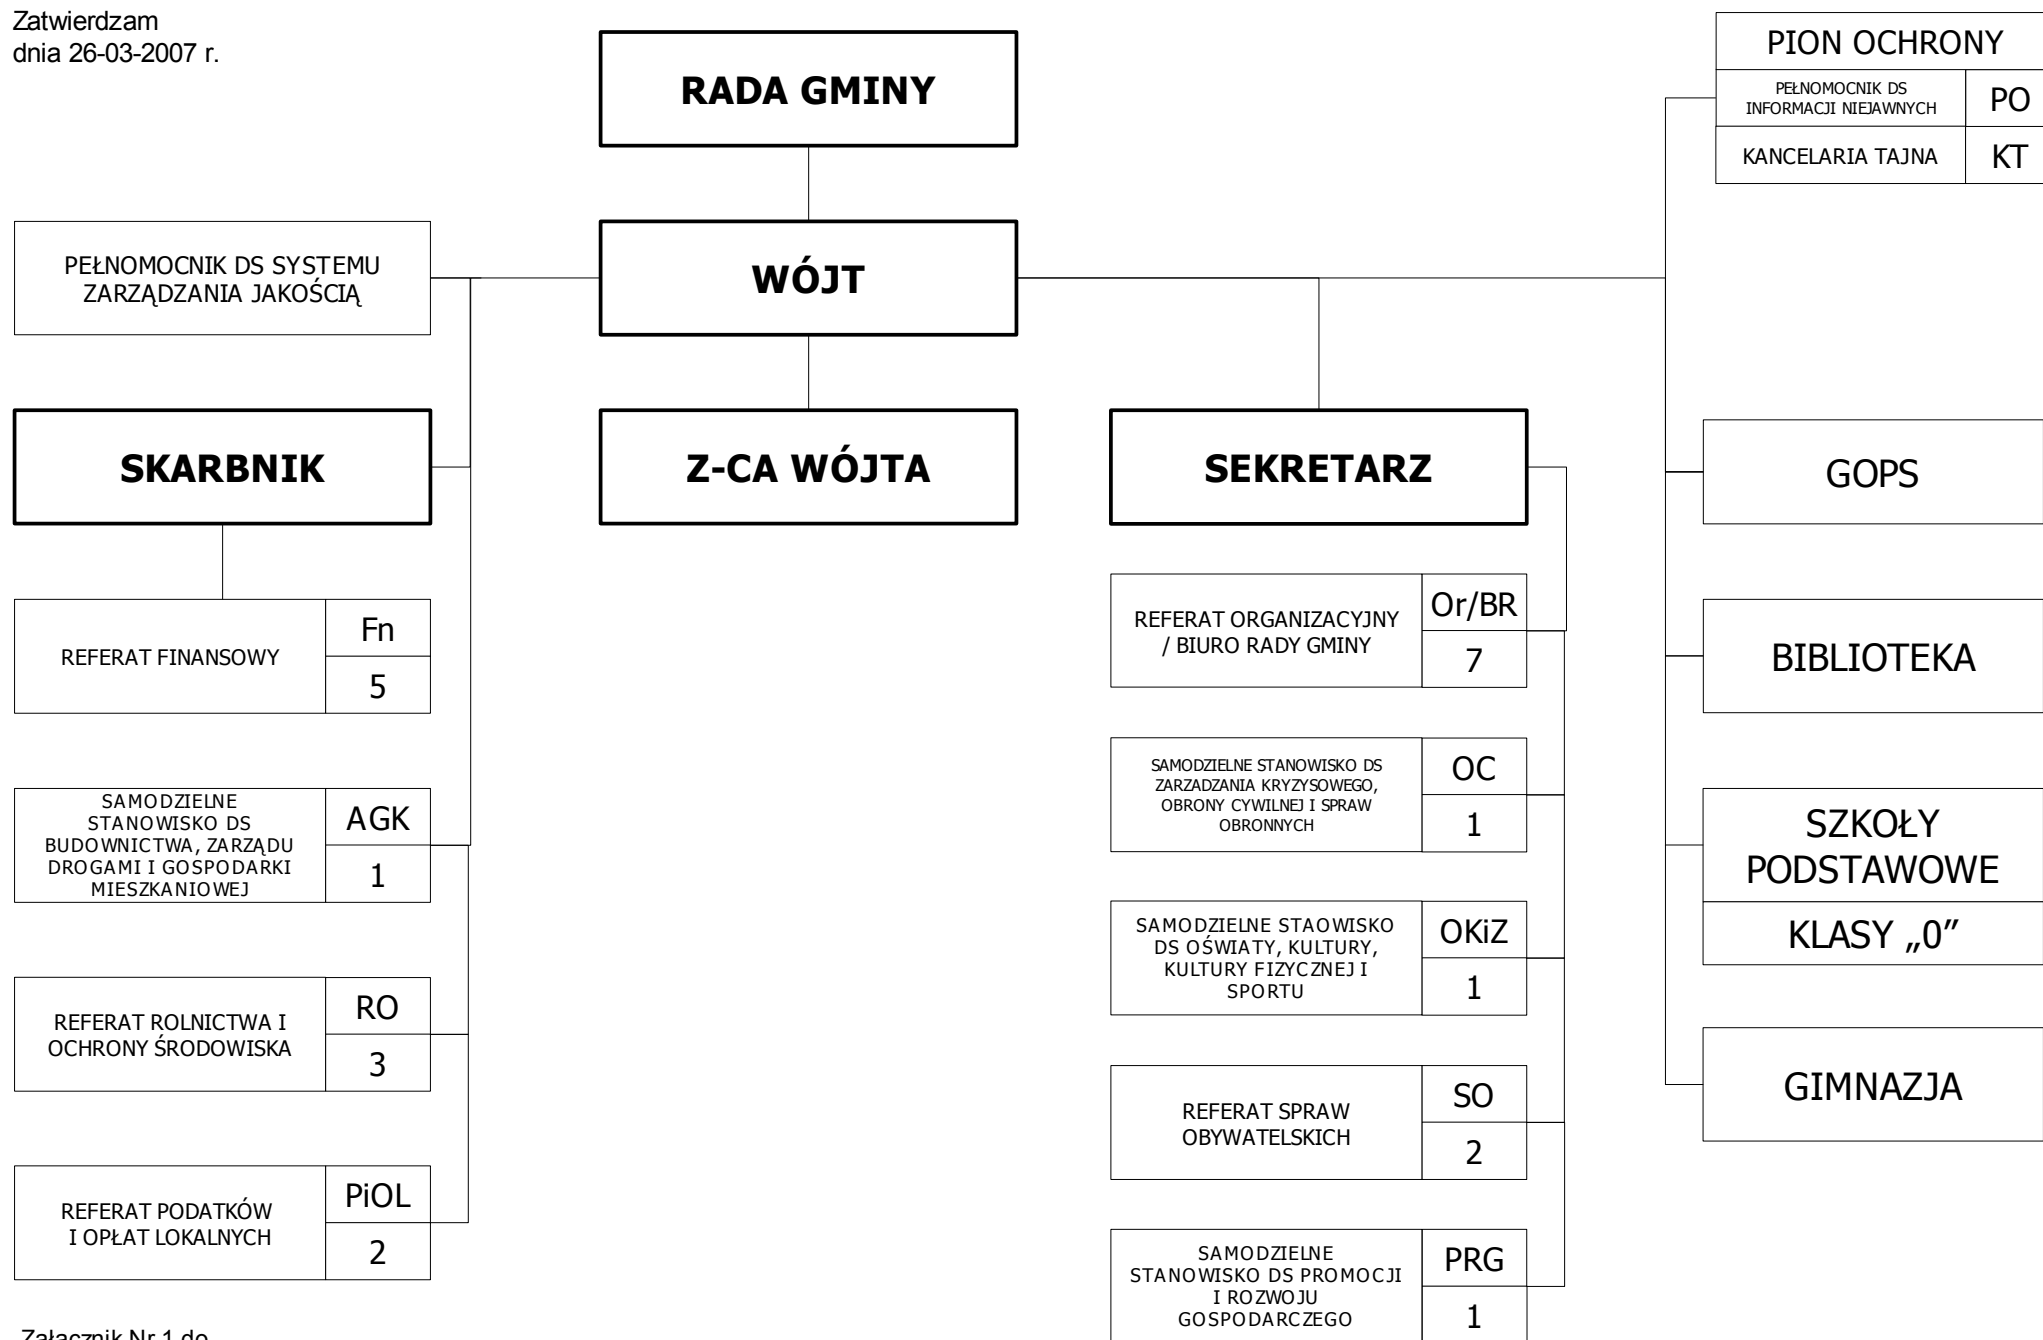 Zatwierdzam
dnia 26-03-2007 r.
RADA GMINY
PION OCHRONY
PEŁNOMOCNIK DS
INFORMACJI NIEJAWNYCH
PO
KANCELARIA TAJNA
KT
PEŁNOMOCNIK DS SYSTEMU
ZARZĄDZANIA JAKOŚCIĄ
WÓJT
SKARBNIK
Z-CA WÓJTA
SEKRETARZ
GOPS
REFERAT FINANSOWY
Fn
5
SAMODZIELNE
STANOWISKO DS
BUDOWNICTWA, ZARZĄDU
DROGAMI I GOSPODARKI
MIESZKANIOWEJ
AGK
1
REFERAT ROLNICTWA I
OCHRONY ŚRODOWISKA
RO
3
REFERAT PODATKÓW
I OPŁAT LOKALNYCH
PiOL
2
REFERAT ORGANIZACYJNY
/ BIURO RADY GMINY
Or/BR
7
SAMODZIELNE STANOWISKO DS
ZARZADZANIA KRYZYSOWEGO,
OBRONY CYWILNEJ I SPRAW
OBRONNYCH
OC
1
SAMODZIELNE STAOWISKO
DS OŚWIATY, KULTURY,
KULTURY FIZYCZNEJ I
SPORTU
OKiZ
1
REFERAT SPRAW
OBYWATELSKICH
SO
2
SAMODZIELNE
STANOWISKO DS PROMOCJI
I ROZWOJU
GOSPODARCZEGO
PRG
1
BIBLIOTEKA
SZKOŁY
PODSTAWOWE
KLASY „0”
GIMNAZJA
Załącznik Nr 1 do